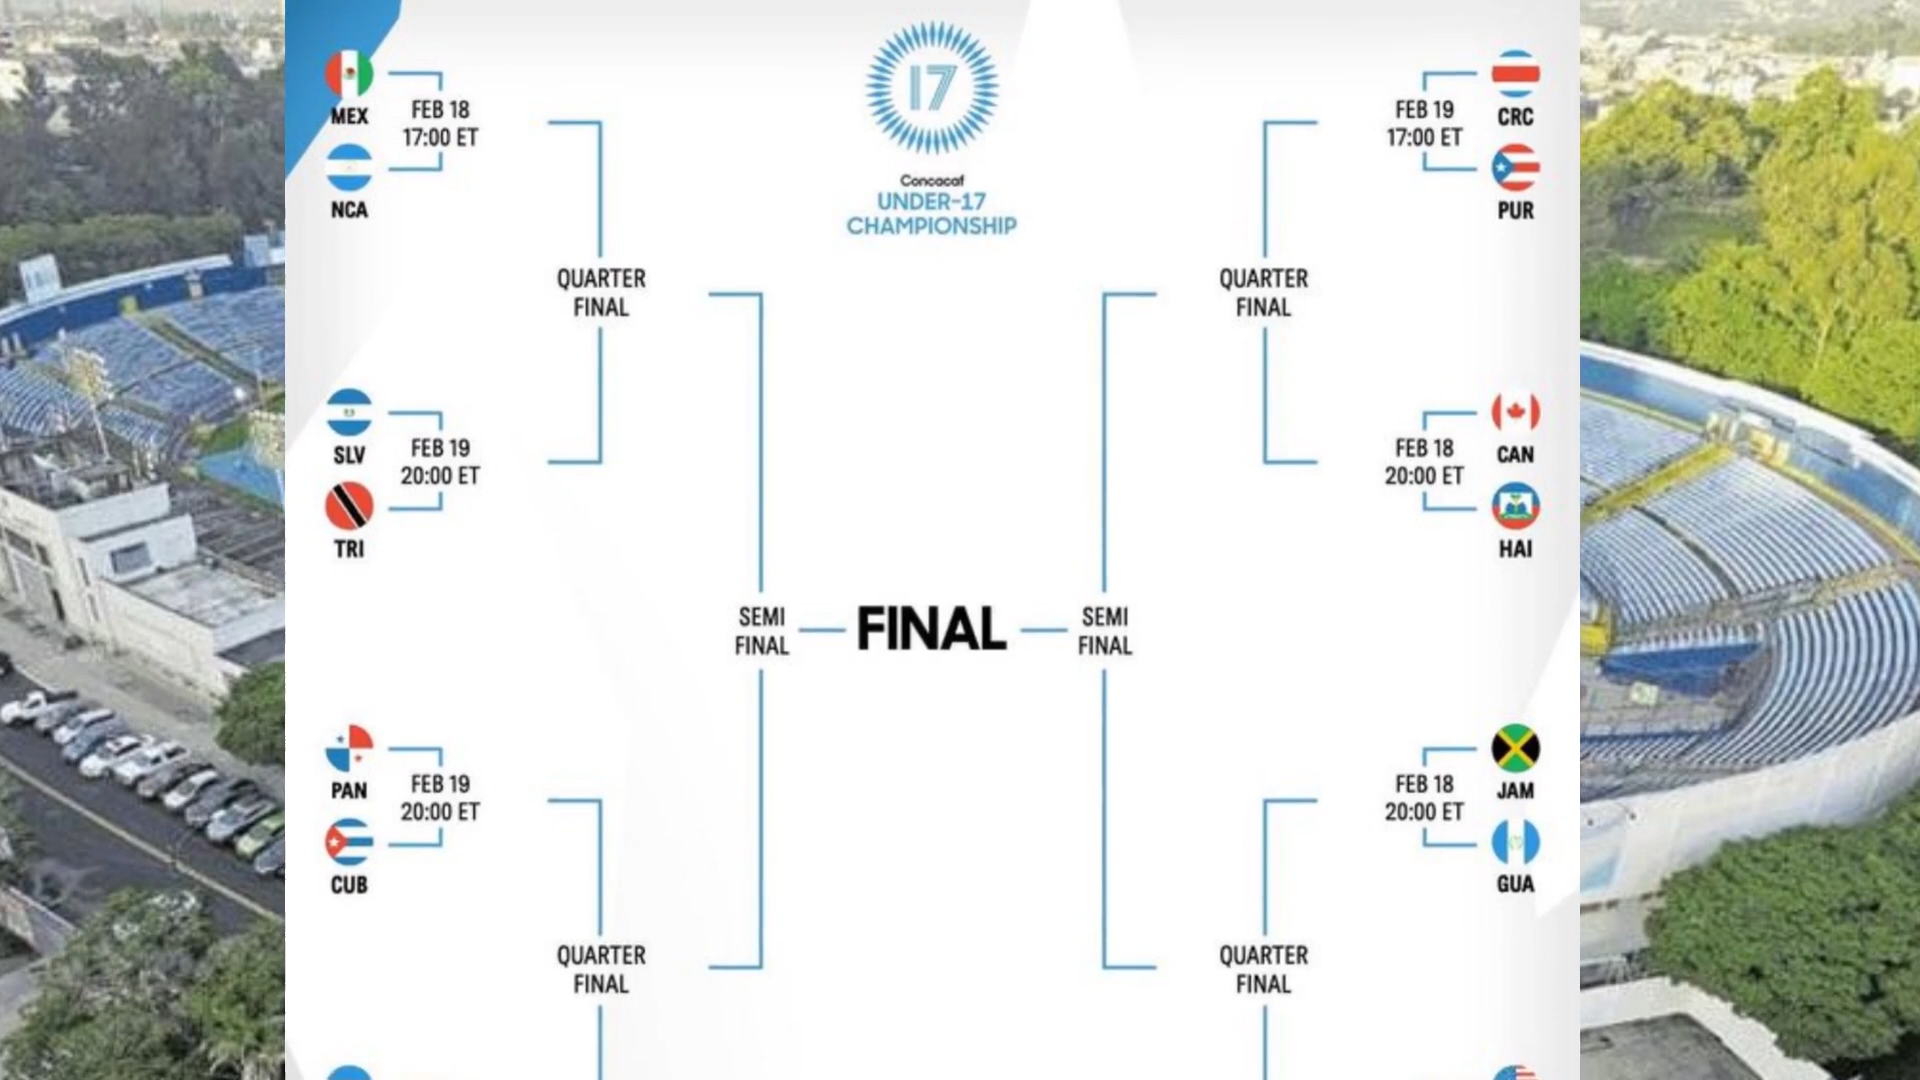 17
Concacaf
UNDER-17
CHAMPIONSHIP
MEX
FEB 18
17:00 ET
NCA
QUARTER
FINAL
SLV
FEB 19
20:00 ET
TRI
SEMI
FINAL
PAN
FEB 19
20:00 ET
CUB
QUARTER
FINAL
FINAL
CRC
FEB 19
17:00 ET
PUR
QUARTER
FINAL
CAN
FEB 18
20:00 ET
HAI
SEMI
FINAL
JAM
FEB 18
20:00 ET
GUA
QUARTER
FINAL